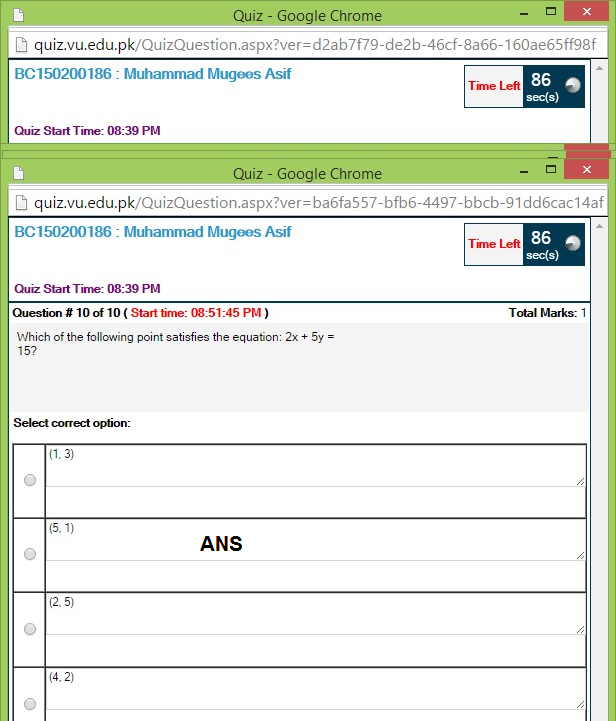 Quiz - Google Chrome
quiz.vu.edu.pk/QuizQuestion.aspx?ver=d2ab7f79-de2b-46cf-8a66-160ae65ff98f
BC150200186 : Muhammad Mugees Asif
Time Left 86
sec(s)
Quiz Start Time: 08:39 PM
Quiz - Google Chrome
quiz.vu.edu.pk/QuizQuestion.aspx?ver=ba6fa557-bfb6-4497-bbcb-91dd6cac14af
BC150200186 : Muhammad Mugees Asif
Time Left 86
sec(s)
Quiz Start Time: 08:39 PM
Question # 10 of 10 ( Start time: 08:51:45 PM ) Total Marks: 1
Which of the following point satisfies the equation: 2x + 5y =
15?
Select correct option:
(1, 3)
(5, 1)
ANS
(2, 5)
(4, 2)